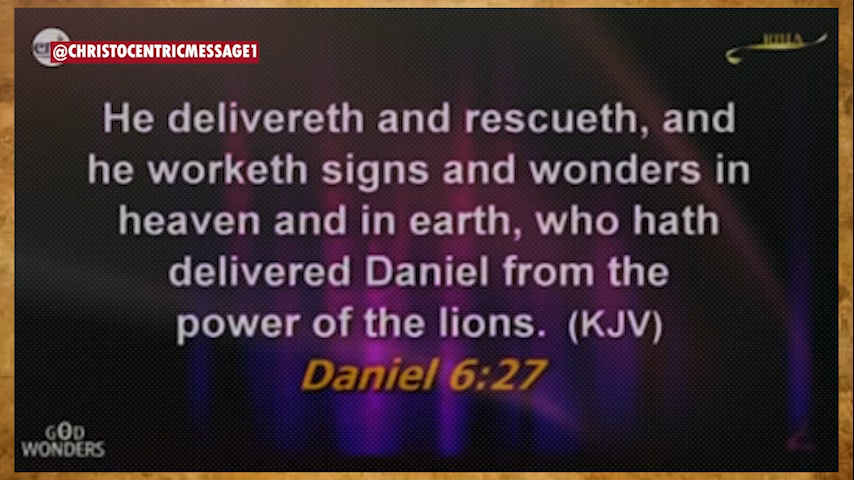 @CHRISTOCENTRICMESSAGE1
He delivereth and rescueth, and
he worketh signs and wonders in
heaven and in earth, who hath
delivered Daniel from the
power of the lions. (KJV)
Daniel 6:27
GOD
WONDERS